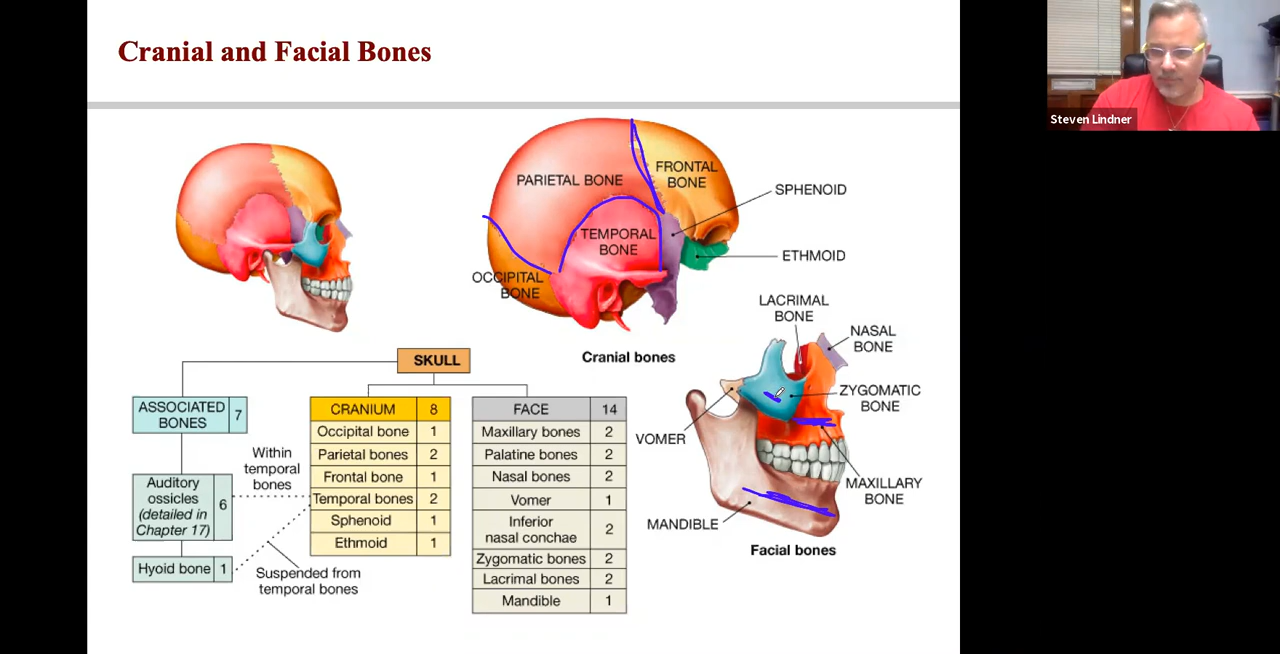 Cranial and Facial Bones
Steven Lindner
PARIETAL BONE
FRONTAL
BONE
SPHENOID
TEMPORAL
BONE
ETHMOID
OCCIPITAL
BONE
Cranial bones
LACRIMAL
BONE
NASAL
BONE
ZYGOMATIC
BONE
VOMER
MAXILLARY
BONE
MANDIBLE
Facial bones
SKULL
ASSOCIATED
BONES
7
Within
temporal
bones
Auditory
ossicles
(detailed in
Chapter 17)
6
Hyoid bone 1
Suspended from
temporal bones
CRANIUM 8
Occipital bone 1
Parietal bones 2
Frontal bone 1
Temporal bones 2
Sphenoid 1
Ethmoid 1
FACE 14
Maxillary bones 2
Palatine bones 2
Nasal bones 2
Vomer 1
Inferior
nasal conchae
2
Zygomatic bones 2
Lacrimal bones 2
Mandible 1